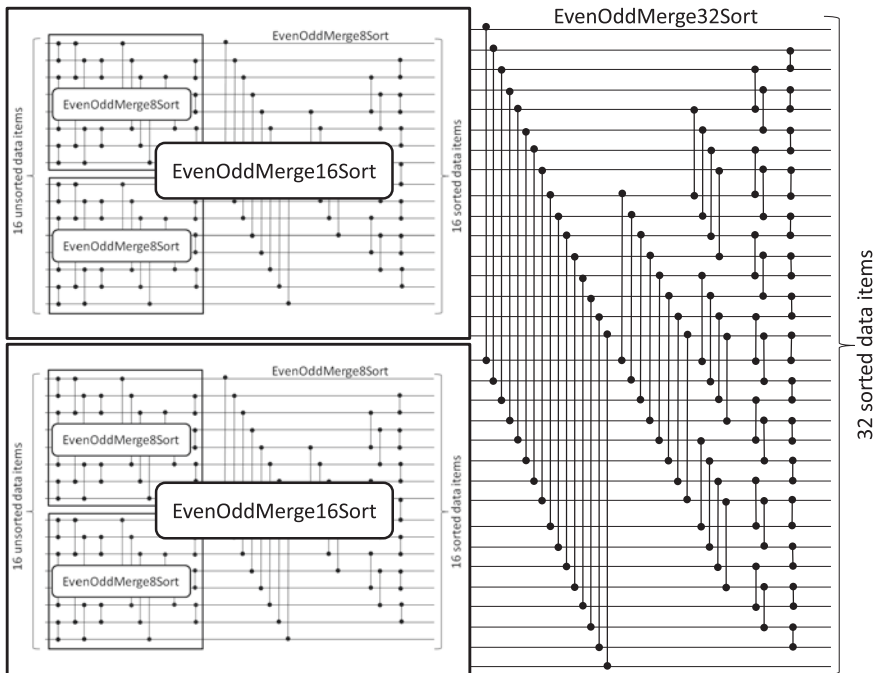 EvenOddMerge32Sort
EvenOddMerge8Sort
16 unsorted data items
EvenOddMerge8Sort
EvenOddMerge16Sort
EvenOddMerge8Sort
16 sorted data items
32 sorted data items
EvenOddMerge8Sort
16 unsorted data items
EvenOddMerge8Sort
EvenOddMerge16Sort
EvenOddMerge8Sort
16 sorted data items